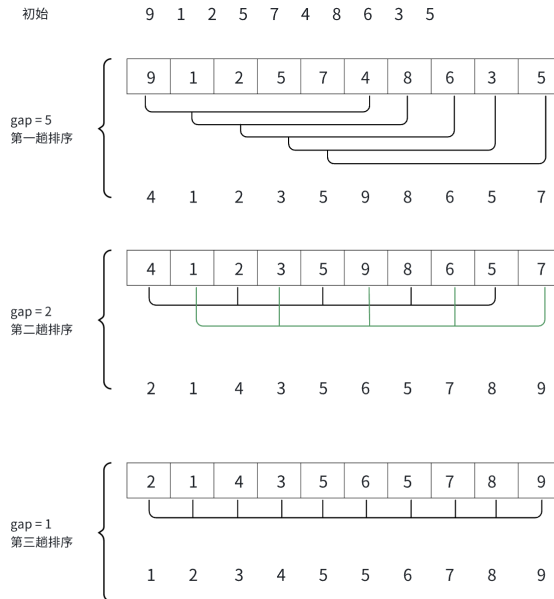 初始 9 1 2 5 7 4 8 6 3 5
9 1 2 5 7 4 8 6 3 5
gap = 5
第一趟排序
4 1 2 3 5 9 8 6 5 7
4 1 2 3 5 9 8 6 5 7
gap = 2
第二趟排序
2 1 4 3 5 6 5 7 8 9
2 1 4 3 5 6 5 7 8 9
gap = 1
第三趟排序
1 2 3 4 5 5 6 7 8 9